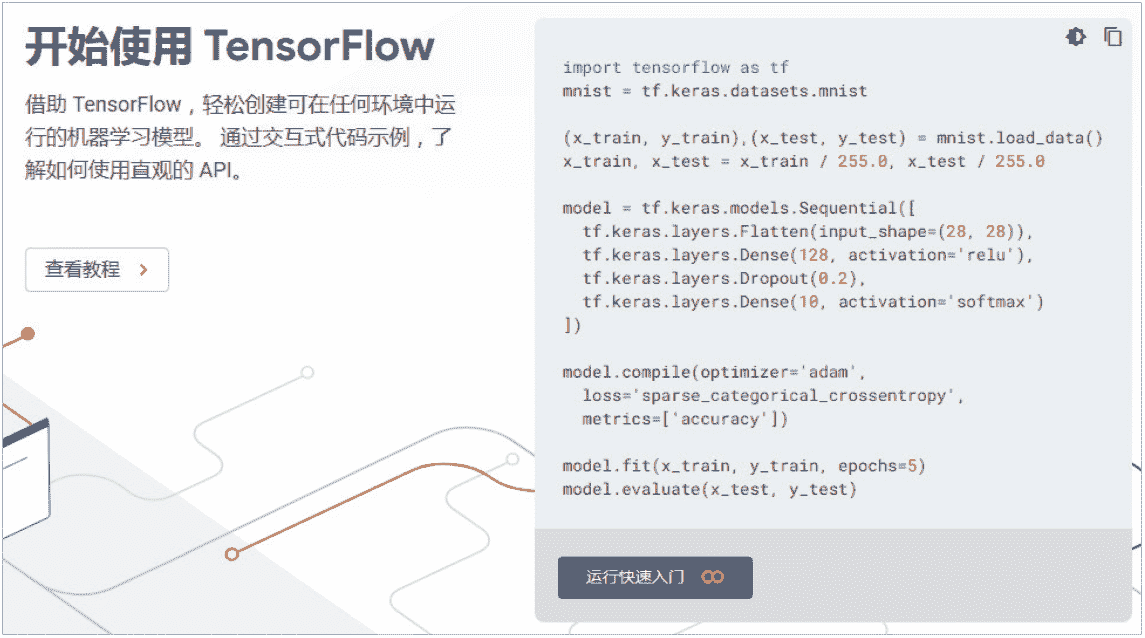 开始使用 TensorFlow
借助 TensorFlow，轻松创建可在任何环境中运
行的机器学习模型。 通过交互式代码示例，了
解如何使用直观的 API。
查看教程
import tensorflow as tf
mnist = tf.keras.datasets.mnist
(x_train, y_train),(x_test, y_test) = mnist.load_data()
x_train, x_test = x_train / 255.0, x_test / 255.0
model = tf.keras.models.Sequential([
  tf.keras.layers.Flatten(input_shape=(28, 28)),
  tf.keras.layers.Dense(128, activation='relu'),
  tf.keras.layers.Dropout(0.2),
  tf.keras.layers.Dense(10, activation='softmax')
])
model.compile(optimizer='adam',
  loss='sparse_categorical_crossentropy',
  metrics=['accuracy'])
model.fit(x_train, y_train, epochs=5)
model.evaluate(x_test, y_test)
运行快速入门